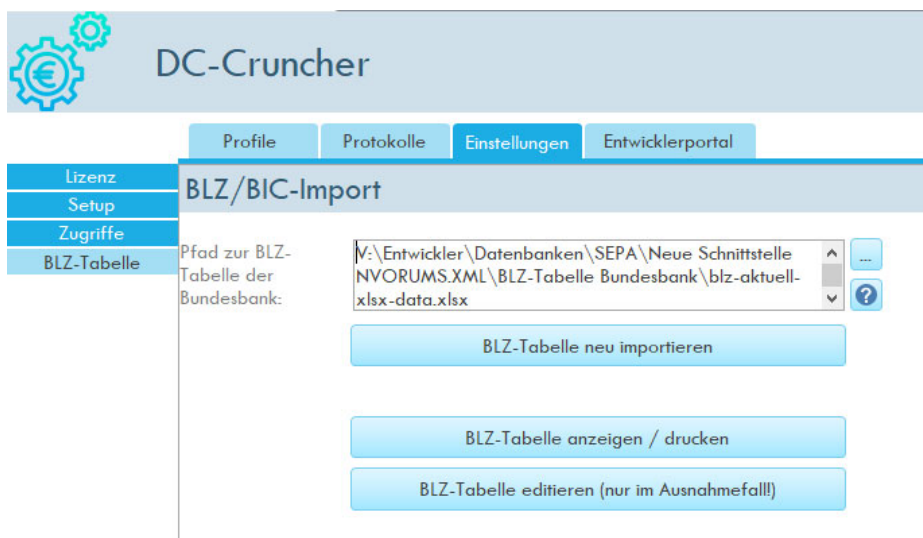 €
DC-Cruncher
Profile
Protokolle
Einstellungen
Entwicklerportal
Lizenz
Setup
Zugriffe
BLZ-Tabelle
BLZ/BIC-Import
Pfad zur BLZ-
Tabelle der
Bundesbank:
V:\Entwickler\Datenbanken\SEPA\Neue Schnittstelle
NVORUMS.XML\BLZ-Tabelle Bundesbank\blz-aktuell-
xlsx-data.xlsx
...
?
BLZ-Tabelle neu importieren
BLZ-Tabelle anzeigen / drucken
BLZ-Tabelle editieren (nur im Ausnahmefall!)